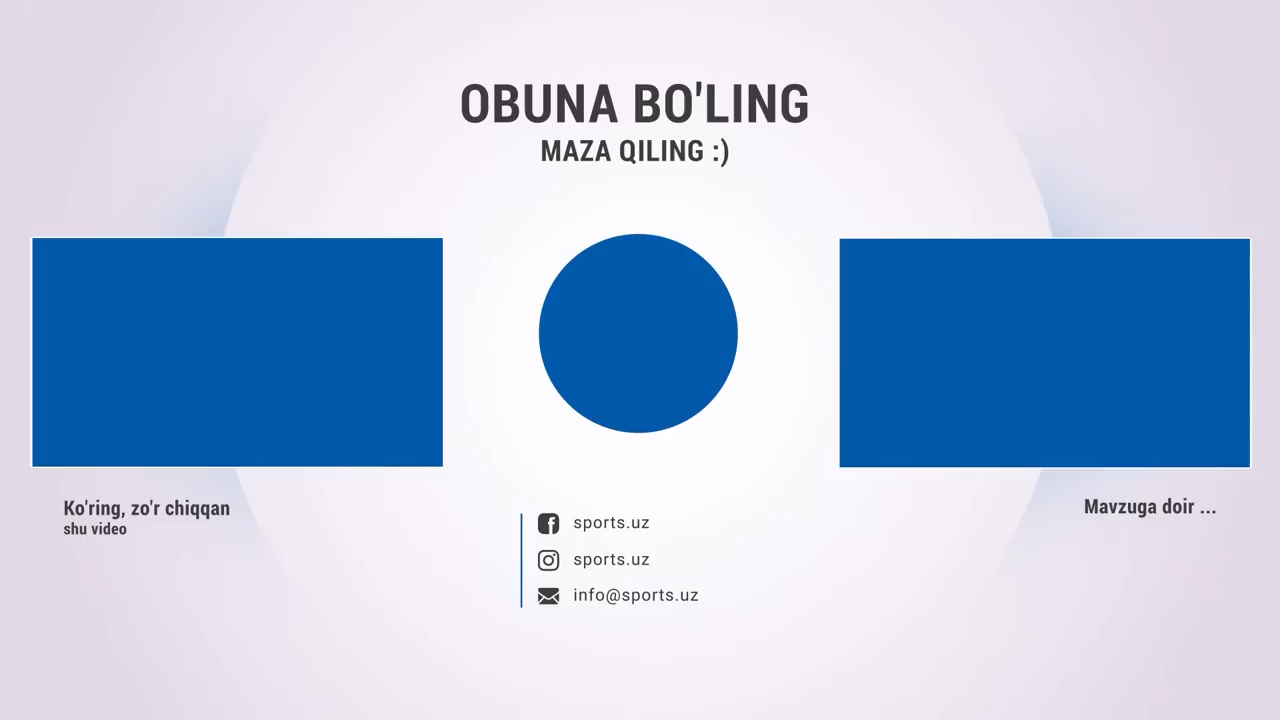 OBUNA BO'LING
MAZA QILING :)
Ko'ring, zo'r chiqqan
shu video
Mavzuga doir ...
sports.uz
sports.uz
info@sports.uz